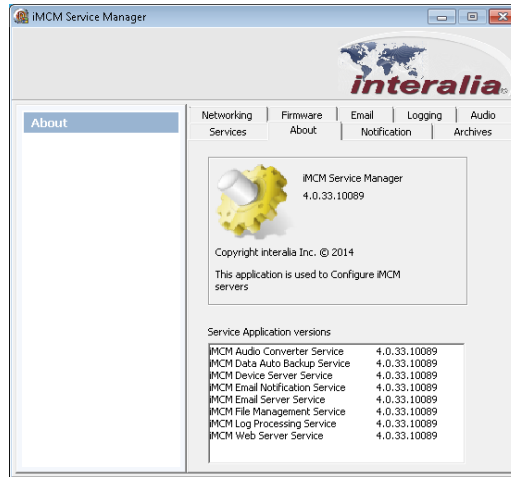 iMCM Service Manager
interalia
About
Networking Firmware Email Logging Audio
Services About Notification Archives
iMCM Service Manager
4.0.33.10089
Copyright interalia Inc. © 2014
This application is used to Configure iMCM
servers
Service Application versions
iMCM Audio Converter Service 4.0.33.10089
iMCM Data Auto Backup Service 4.0.33.10089
iMCM Device Server Service 4.0.33.10089
iMCM Email Notification Service 4.0.33.10089
iMCM Email Server Service 4.0.33.10089
iMCM File Management Service 4.0.33.10089
iMCM Log Processing Service 4.0.33.10089
iMCM Web Server Service 4.0.33.10089